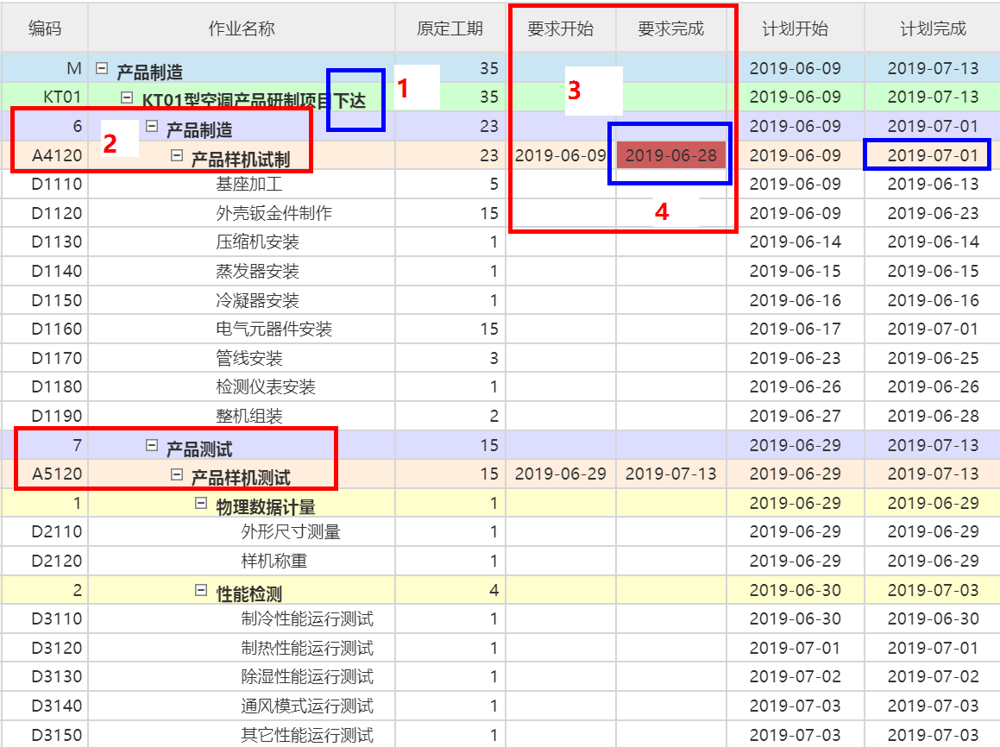 编码 作业名称 原定工期 要求开始 要求完成 计划开始 计划完成
M 产品制造 35 2019-06-09 2019-07-13
KT01 KT01型空调产品研制项目下达 1 35 3 2019-06-09 2019-07-13
6 2 产品制造 23 2019-06-09 2019-07-01
A4120 产品样机试制 23 2019-06-09 2019-06-28 2019-06-09 2019-07-01
D1110 基座加工 5 2019-06-09 2019-06-13
D1120 外壳钣金件制作 15 4 2019-06-09 2019-06-23
D1130 压缩机安装 1 2019-06-14 2019-06-14
D1140 蒸发器安装 1 2019-06-15 2019-06-15
D1150 冷凝器安装 1 2019-06-16 2019-06-16
D1160 电气元器件安装 15 2019-06-17 2019-07-01
D1170 管线安装 3 2019-06-23 2019-06-25
D1180 检测仪表安装 1 2019-06-26 2019-06-26
D1190 整机组装 2 2019-06-27 2019-06-28
7 产品测试 15 2019-06-29 2019-07-13
A5120 产品样机测试 15 2019-06-29 2019-07-13 2019-06-29 2019-07-13
1 物理数据计量 1 2019-06-29 2019-06-29
D2110 外形尺寸测量 1 2019-06-29 2019-06-29
D2120 样机称重 1 2019-06-29 2019-06-29
2 性能检测 4 2019-06-30 2019-07-03
D3110 制冷性能运行测试 1 2019-06-30 2019-06-30
D3120 制热性能运行测试 1 2019-07-01 2019-07-01
D3130 除湿性能运行测试 1 2019-07-02 2019-07-02
D3140 通风模式运行测试 1 2019-07-03 2019-07-03
D3150 其它性能运行测试 1 2019-07-03 2019-07-03